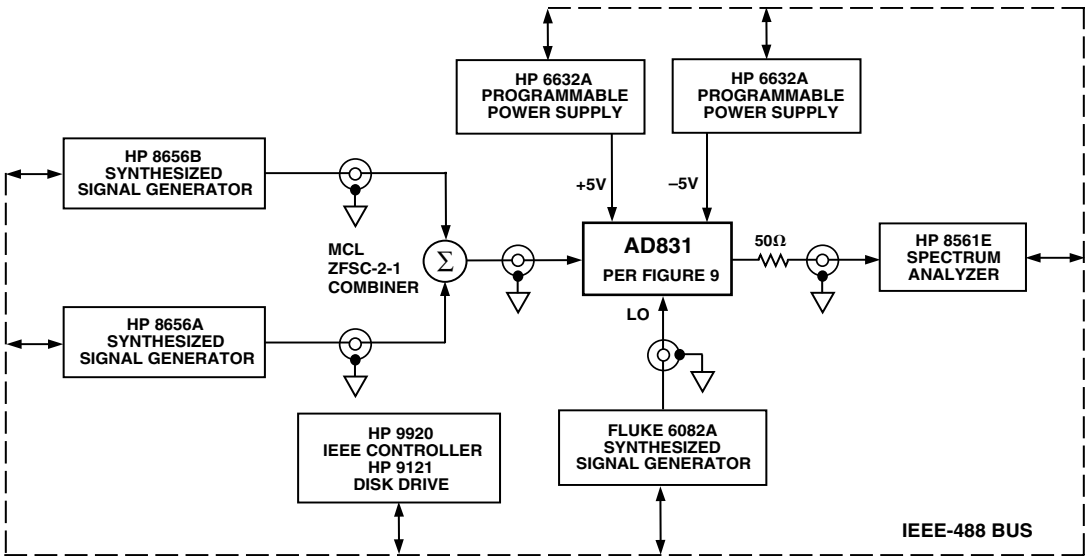 HP 6632A
PROGRAMMABLE
POWER SUPPLY
HP 6632A
PROGRAMMABLE
POWER SUPPLY
HP 8656B
SYNTHESIZED
SIGNAL GENERATOR
+5V
–5V
MCL
ZFSC-2-1
COMBINER
Σ
AD831
PER FIGURE 9
50Ω
HP 8561E
SPECTRUM
ANALYZER
HP 8656A
SYNTHESIZED
SIGNAL GENERATOR
LO
HP 9920
IEEE CONTROLLER
HP 9121
DISK DRIVE
FLUKE 6082A
SYNTHESIZED
SIGNAL GENERATOR
IEEE-488 BUS